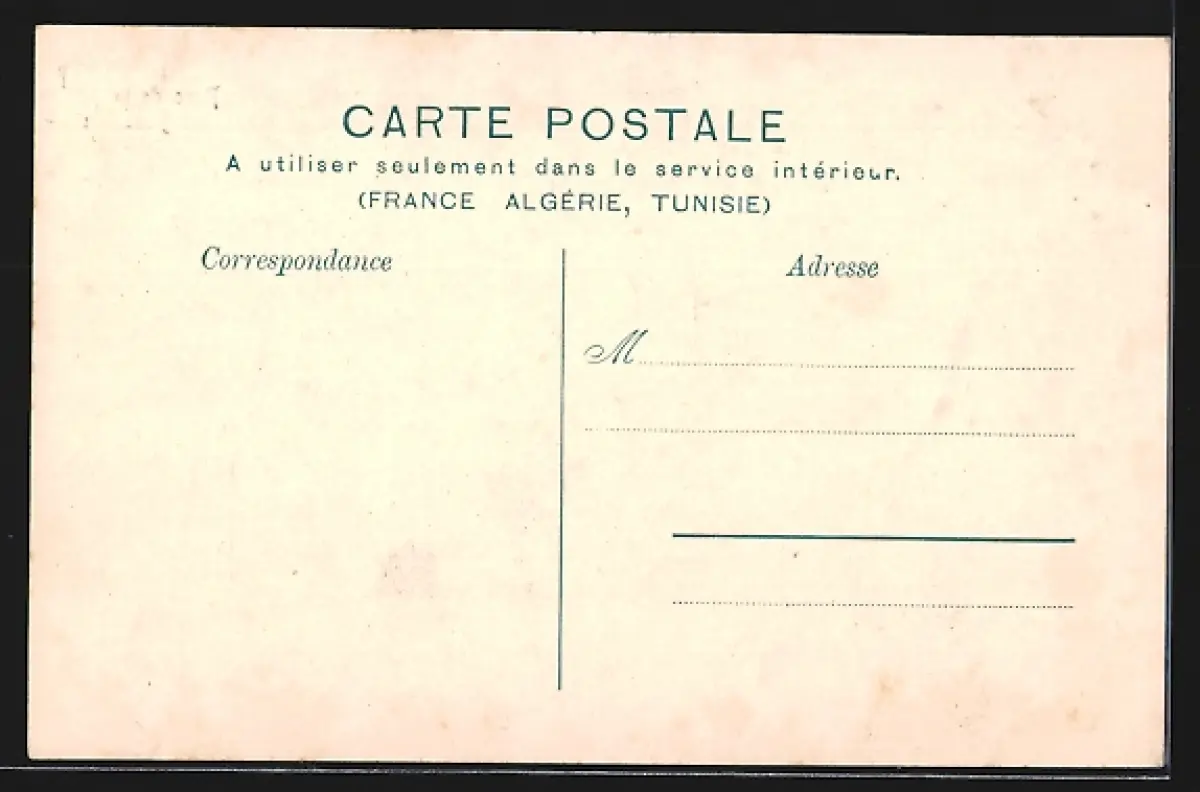 CARTE POSTALE
A utiliser seulement dans le service intérieur.
(FRANCE ALGÉRIE, TUNISIE)
Correspondance
Adresse
M